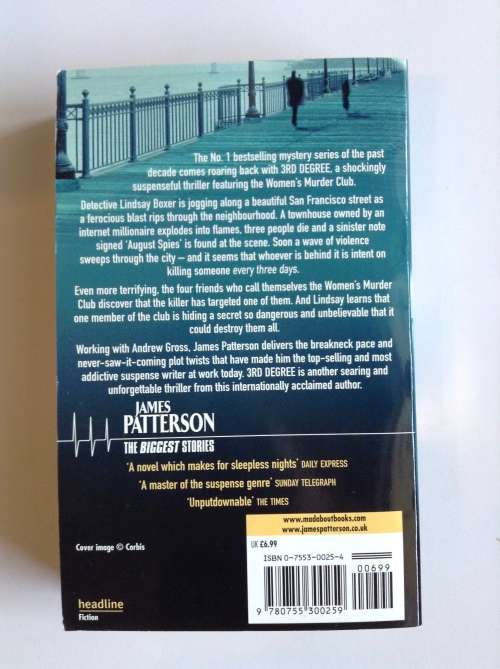 The No. 1 bestselling mystery series of the past
decade comes roaring back with 3RD DEGREE, a shockingly
suspenseful thriller featuring the Women's Murder Club.
Detective Lindsay Boxer is jogging along a beautiful San Francisco street as
a ferocious blast rips through the neighbourhood. A townhouse owned by an
internet millionaire explodes into flames, three people die and a sinister note
signed 'August Spies' is found at the scene. Soon a wave of violence
sweeps through the city – and it seems that whoever is behind it is intent on
killing someone every three days.
Even more terrifying, the four friends who call themselves the Women's Murder
Club discover that the killer has targeted one of them. And Lindsay learns that
one member of the club is hiding a secret so dangerous and unbelievable that it
could destroy them all.
Working with Andrew Gross, James Patterson delivers the breakneck pace and
never-saw-it-coming plot twists that have made him the top-selling and most
addictive suspense writer at work today. 3RD DEGREE is another searing and
unforgettable thriller from this internationally acclaimed author.
JAMES
PATTERSON
THE BIGGEST STORIES
'A novel which makes for sleepless nights' DAILY EXPRESS
'A master of the suspense genre' SUNDAY TELEGRAPH
'Unputdownable' THE TIMES
www.madaboutbooks.com
www.jamespatterson.co.uk
Cover image © Corbis
UK £6.99
ISBN 0-7553-0025-4
00699
9 780755 300259
headline
Fiction